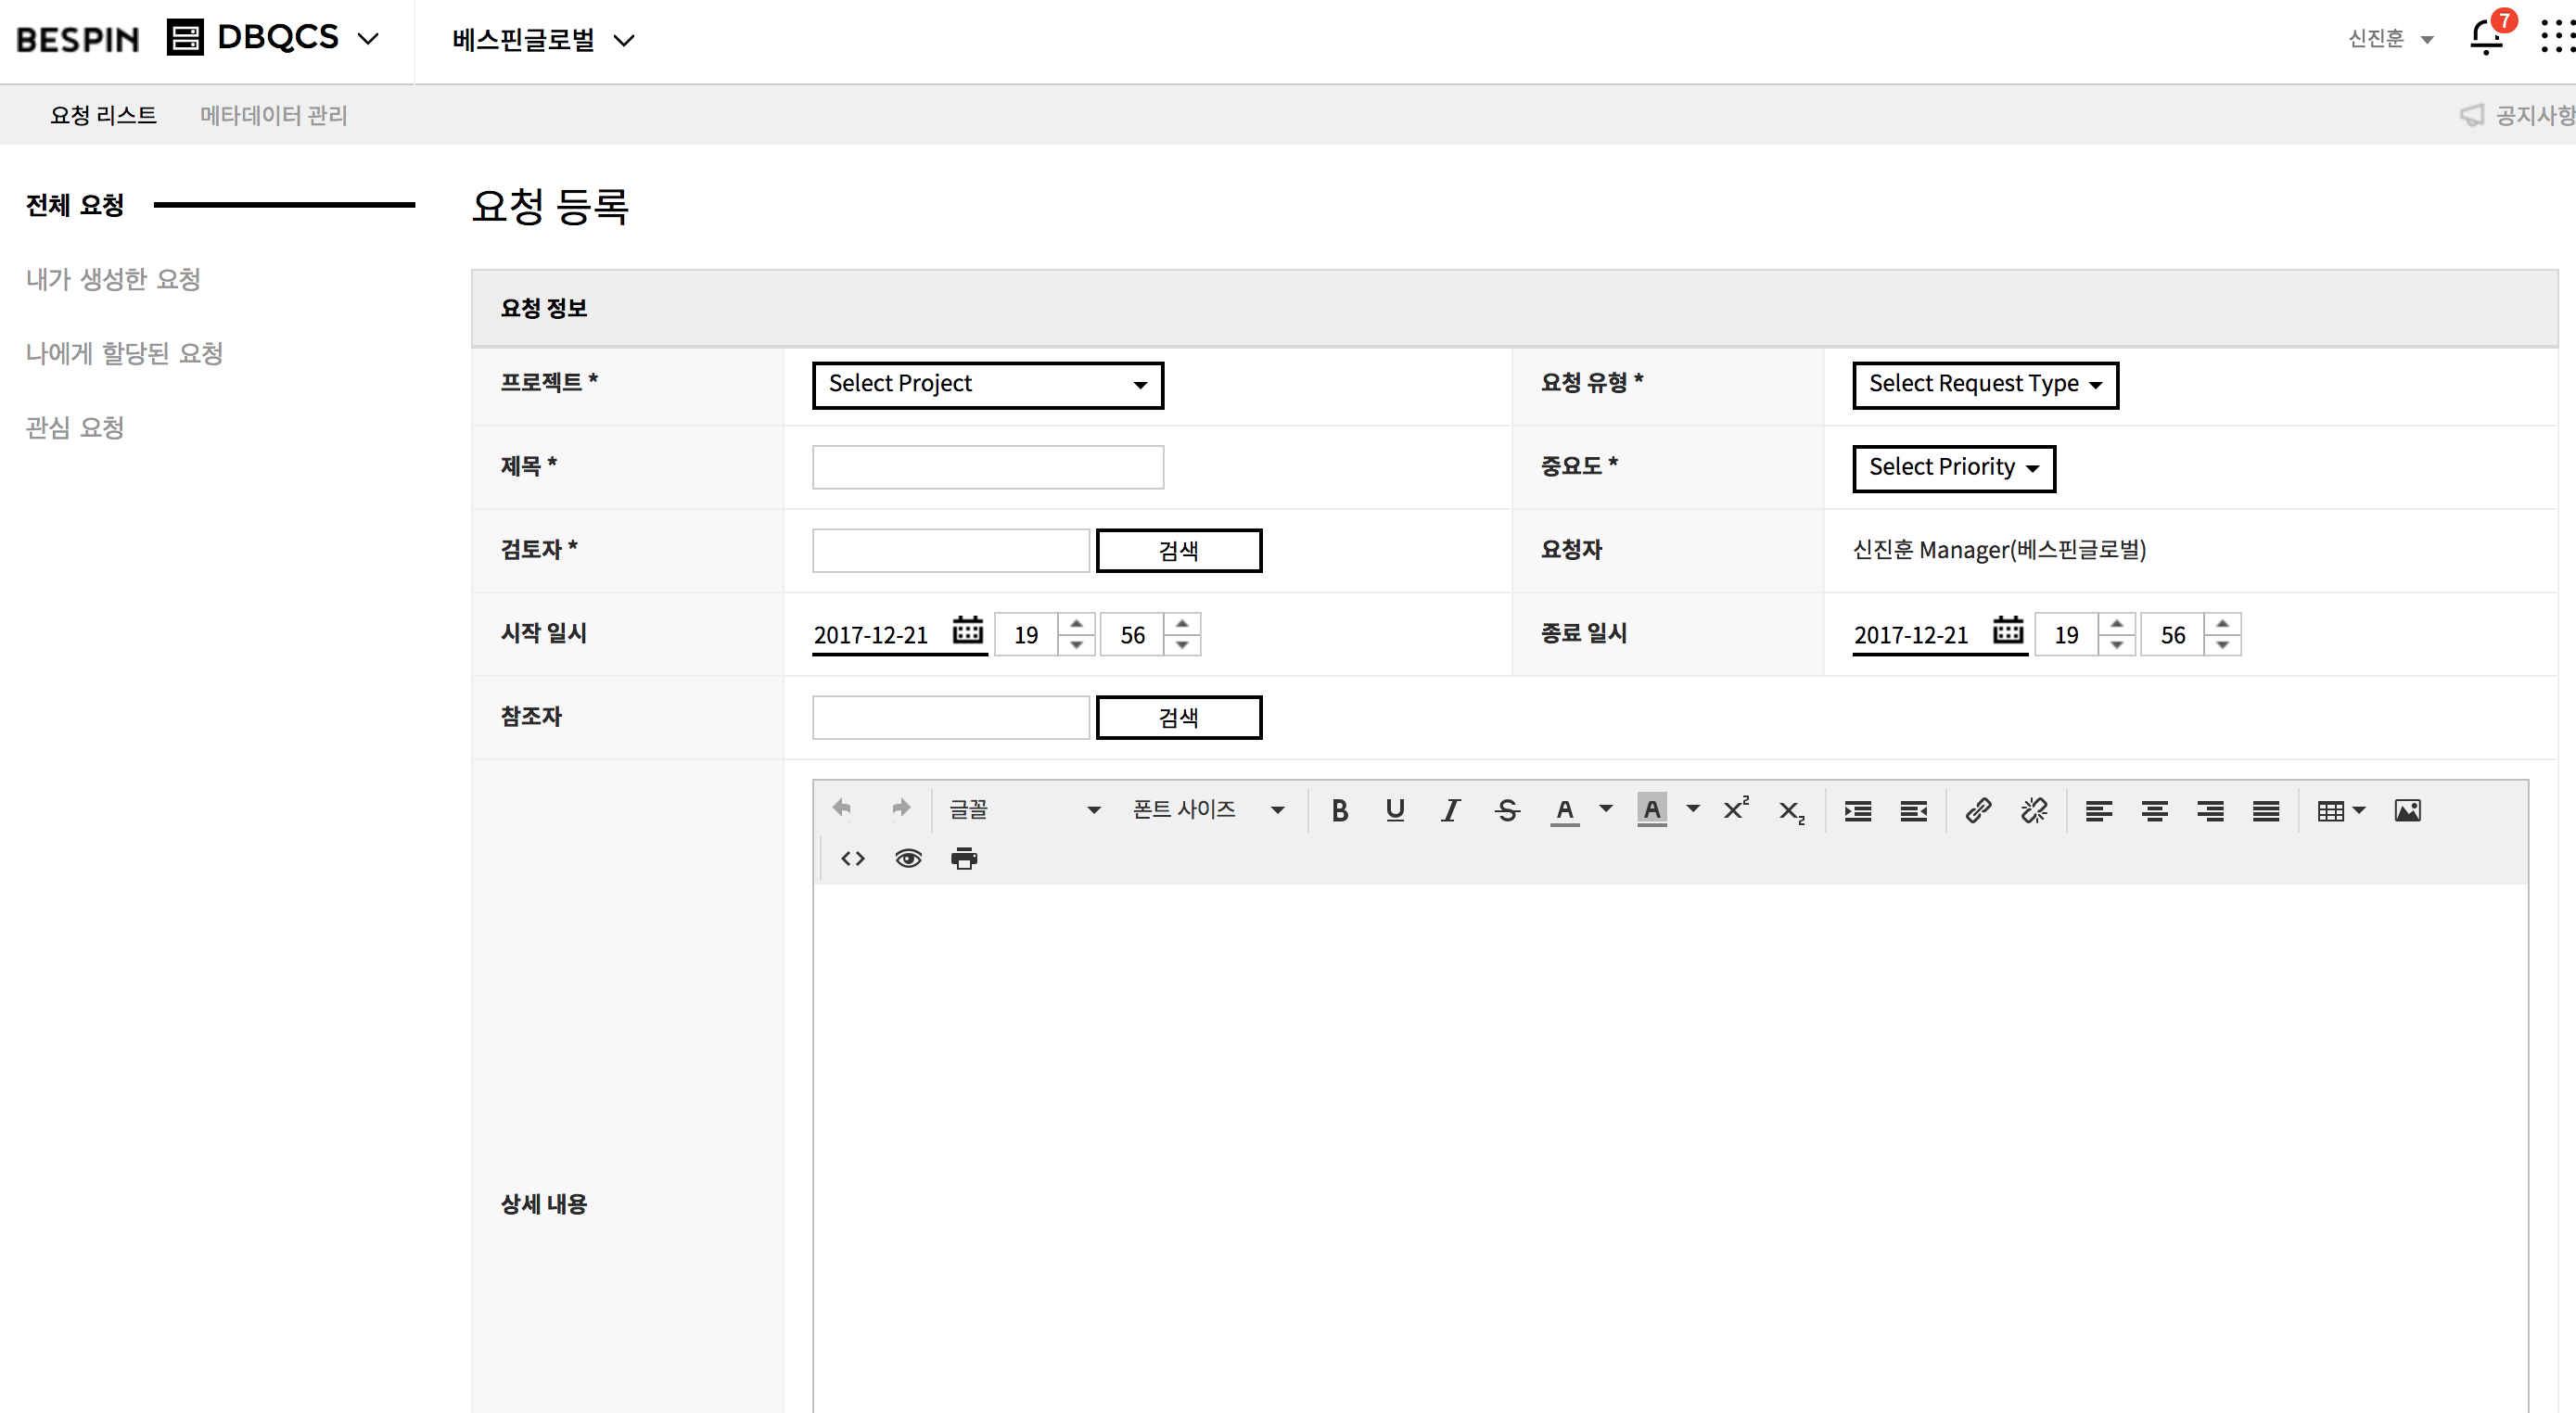 BESPIN DBQCS 베스핀글로벌 신진훈 7
요청 리스트 메타데이터 관리 공지사항
전체 요청
내가 생성한 요청
나에게 할당된 요청
관심 요청
요청 등록
요청 정보
프로젝트 * Select Project 요청 유형 * Select Request Type
제목 * 중요도 * Select Priority
검토자 * 검색 요청자 신진훈 Manager(베스핀글로벌)
시작 일시 2017-12-21 19 56 종료 일시 2017-12-21 19 56
참조자 검색
글꼴 폰트 사이즈 B U I S A A X² X₂
상세 내용